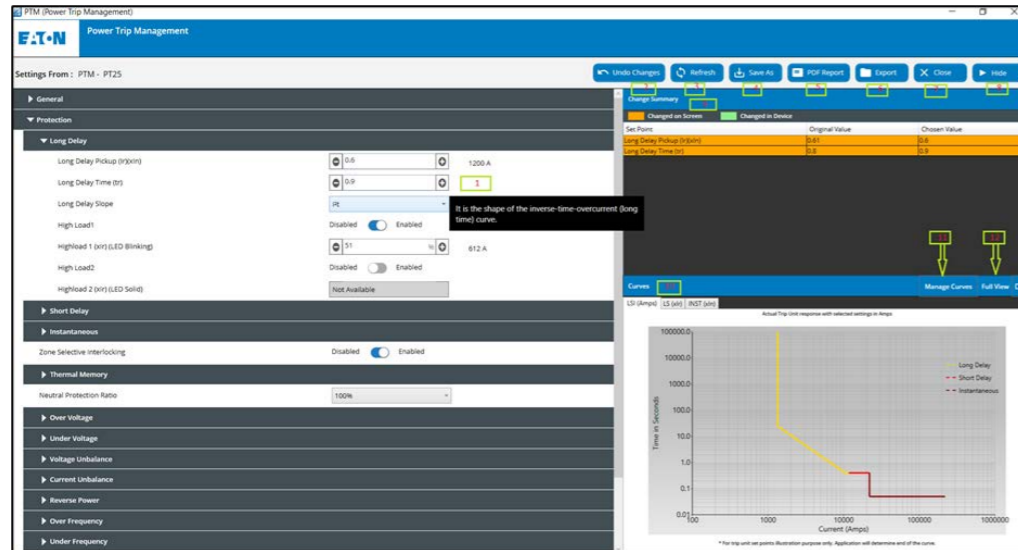 PTM (Power Trip Management)
EATON
Power Trip Management
Settings From : PTM - PT25
Undo Changes
Refresh
Save As
PDF Report
Export
Close
Hide
2
3
4
5
6
7
8
General
Protection
Long Delay
Long Delay Pickup (Ir)(xIn)
0.6
1200 A
Long Delay Time (tr)
0.9
1
Long Delay Slope
I²t
It is the shape of the inverse-time-overcurrent (long
time) curve.
High Load1
Disabled
Enabled
Highload 1 (xIr) (LED Blinking)
51
%
612 A
High Load2
Disabled
Enabled
Highload 2 (xIr) (LED Solid)
Not Available
Short Delay
Instantaneous
Zone Selective Interlocking
Disabled
Enabled
Thermal Memory
Neutral Protection Ratio
100%
Over Voltage
Under Voltage
Voltage Unbalance
Current Unbalance
Reverse Power
Over Frequency
Under Frequency
Change Summary
Changed on Screen
Changed in Device
Set Point
Original Value
Chosen Value
Long Delay Pickup (Ir)(xIn)
0.61
0.6
Long Delay Time (tr)
0.6
0.9
11
12
Curves
Manage Curves
Full View
LSI (Amps)
LS (xIr)
INST (xIn)
Actual Trip Unit response with selected settings in Amps
100000.0
10000.0
1000.0
100.0
10.0
1.0
0.1
0.01
Time in Seconds
Long Delay
Short Delay
Instantaneous
100
1000
10000
100000
1000000
Current (Amps)
* For trip unit set points illustration purpose only. Application will determine end of the curve.